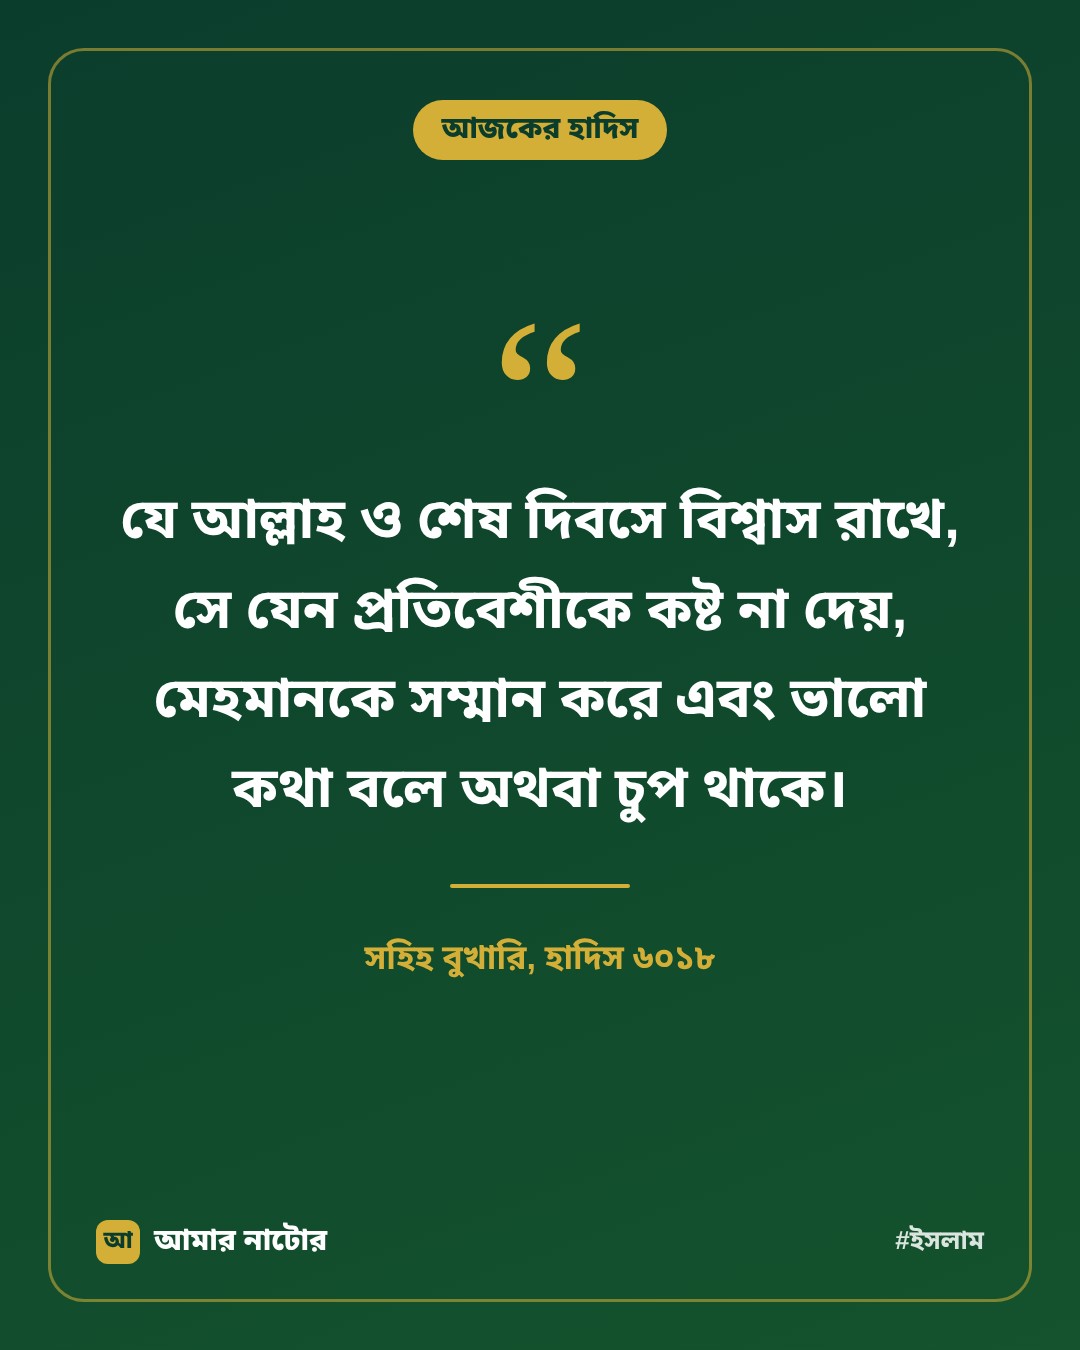 আজকের হাদিস
“
যে আল্লাহ ও শেষ দিবসে বিশ্বাস রাখে,
সে যেন প্রতিবেশীকে কষ্ট না দেয়,
মেহমানকে সম্মান করে এবং ভালো
কথা বলে অথবা চুপ থাকে।
সহিহ বুখারি, হাদিস ৬০১৮
আ আমার নাটোর
#ইসলাম